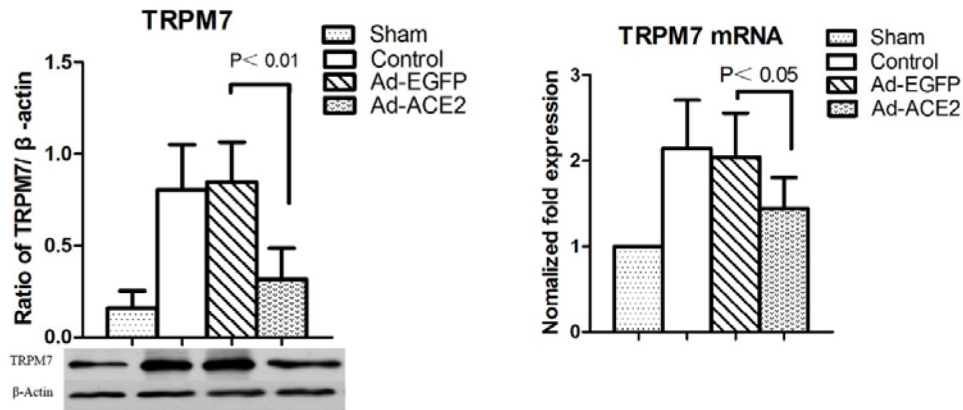 TRPM7
Sham
Control
Ad-EGFP
Ad-ACE2
P< 0.01
Ratio of TRPM7/ β -actin
1.5
1.0
0.5
0.0
TRPM7
β-Actin
TRPM7 mRNA
Sham
Control
Ad-EGFP
Ad-ACE2
P< 0.05
Nomalized fold expression
3
2
1
0